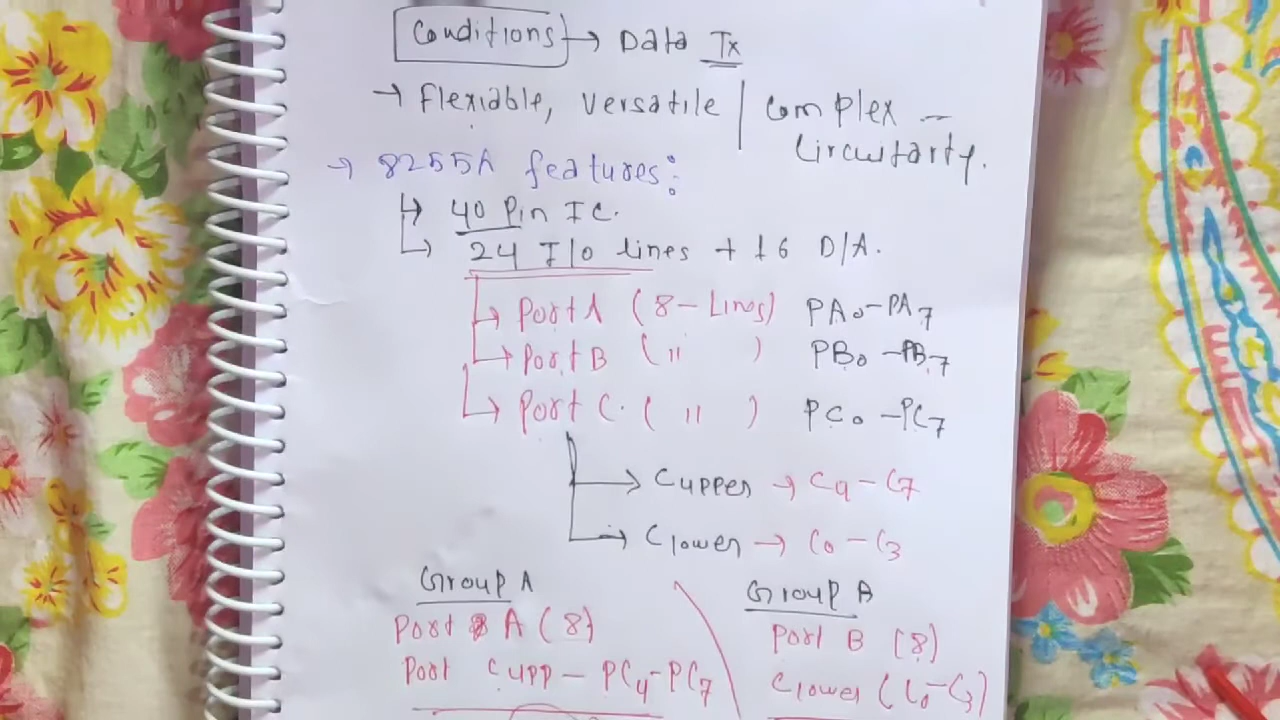 Conditions → Data Tx
→ Flexiable, Versatile | Complex -
Circuitarty.
→ 8255A features:
↳ 40 Pin IC.
↳ 24 I/O lines + 16 D/A.
↳ Port A (8-Lines) PA0-PA7
↳ Port B ( " ) PB0-PB7
↳ Port C. ( " ) PC0-PC7
→ Cupper → C4-C7
→ Clower → C0-C3
Group A
Port A (8)
Port Cupp - PC4-PC7
Group A
Port B (8)
Clower (C0-C3)